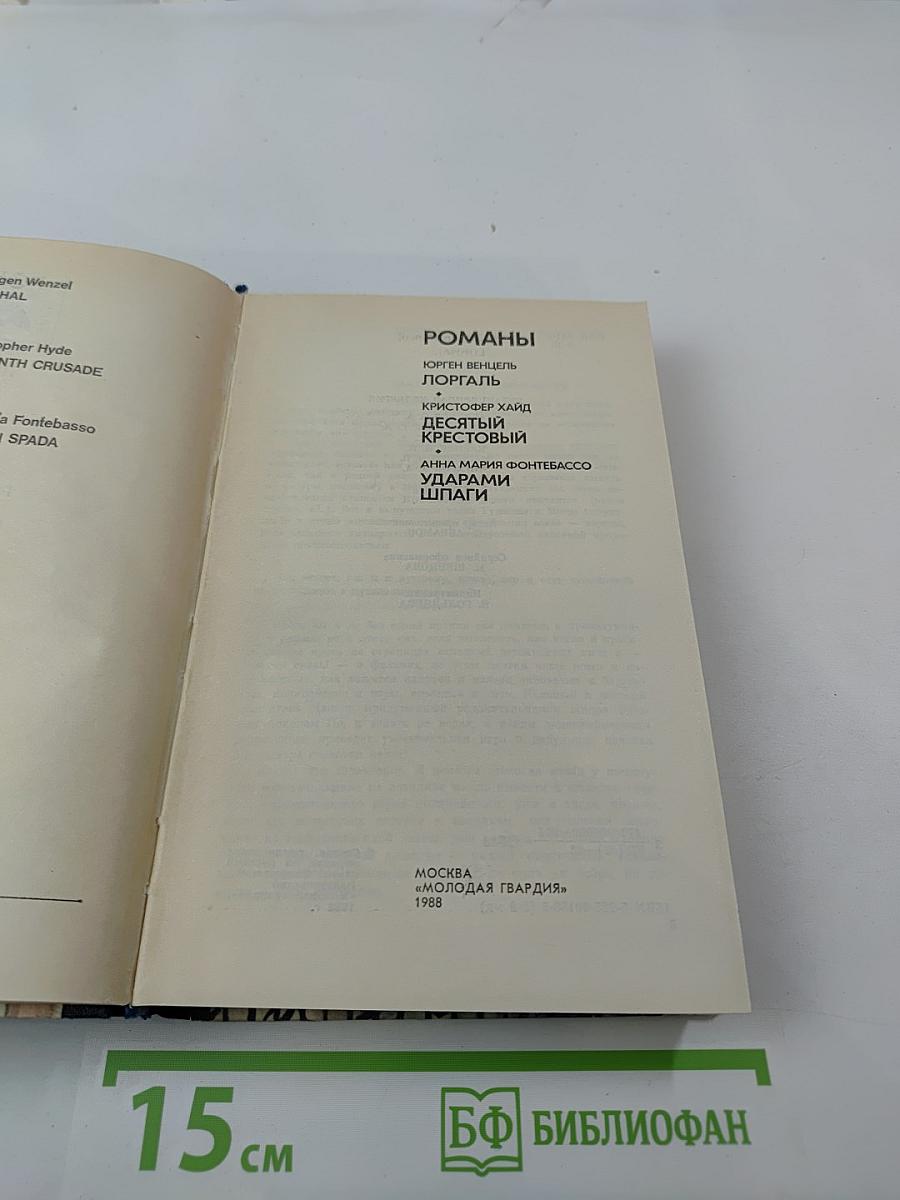 gen Wenzel
HAL
opher Hyde
NTH CRUSADE
a Fontebasso
I SPADA
РОМАНЫ
ЮРГЕН ВЕНЦЕЛЬ
ЛОРГАЛЬ
КРИСТОФЕР ХАЙД
ДЕСЯТЫЙ
КРЕСТОВЫЙ
АННА МАРИЯ ФОНТЕБАССО
УДАРАМИ
ШПАГИ
МОСКВА
«МОЛОДАЯ ГВАРДИЯ»
1988
15 см
БФ БИБЛИОФАН